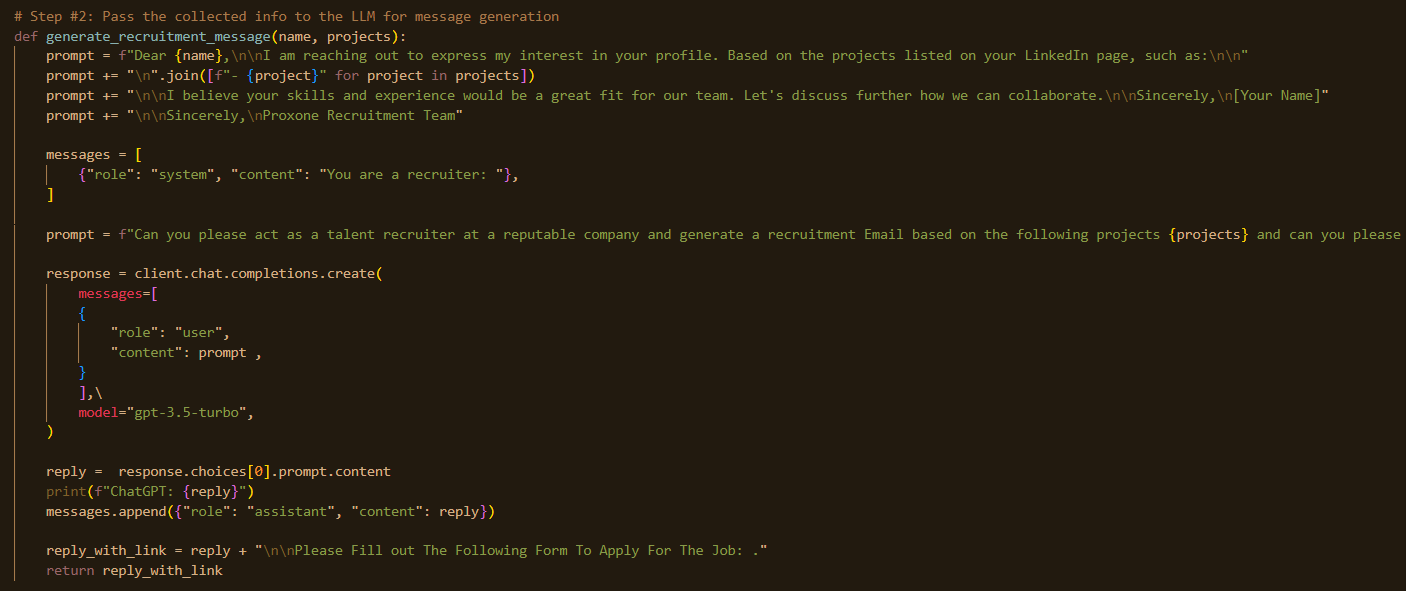 # Step #2: Pass the collected info to the LLM for message generation
def generate_recruitment_message(name, projects):
    prompt = f"Dear {name},\n\nI am reaching out to express my interest in your profile. Based on the projects listed on your LinkedIn page, such as:\n\n"
    prompt += "\n".join([f"- {project}" for project in projects])
    prompt += "\n\nI believe your skills and experience would be a great fit for our team. Let's discuss further how we can collaborate.\n\nSincerely,\n[Your Name]"
    prompt += "\n\nSincerely,\nProxone Recruitment Team"

    messages = [
        {"role": "system", "content": "You are a recruiter: "},
    ]

    prompt = f"Can you please act as a talent recruiter at a reputable company and generate a recruitment Email based on the following projects {projects} and can you please

    response = client.chat.completions.create(
        messages=[
        {
            "role": "user",
            "content": prompt ,
        }
        ],\
        model="gpt-3.5-turbo",
    )

    reply =  response.choices[0].prompt.content
    print(f"ChatGPT: {reply}")
    messages.append({"role": "assistant", "content": reply})

    reply_with_link = reply + "\n\nPlease Fill out The Following Form To Apply For The Job: ."
    return reply_with_link